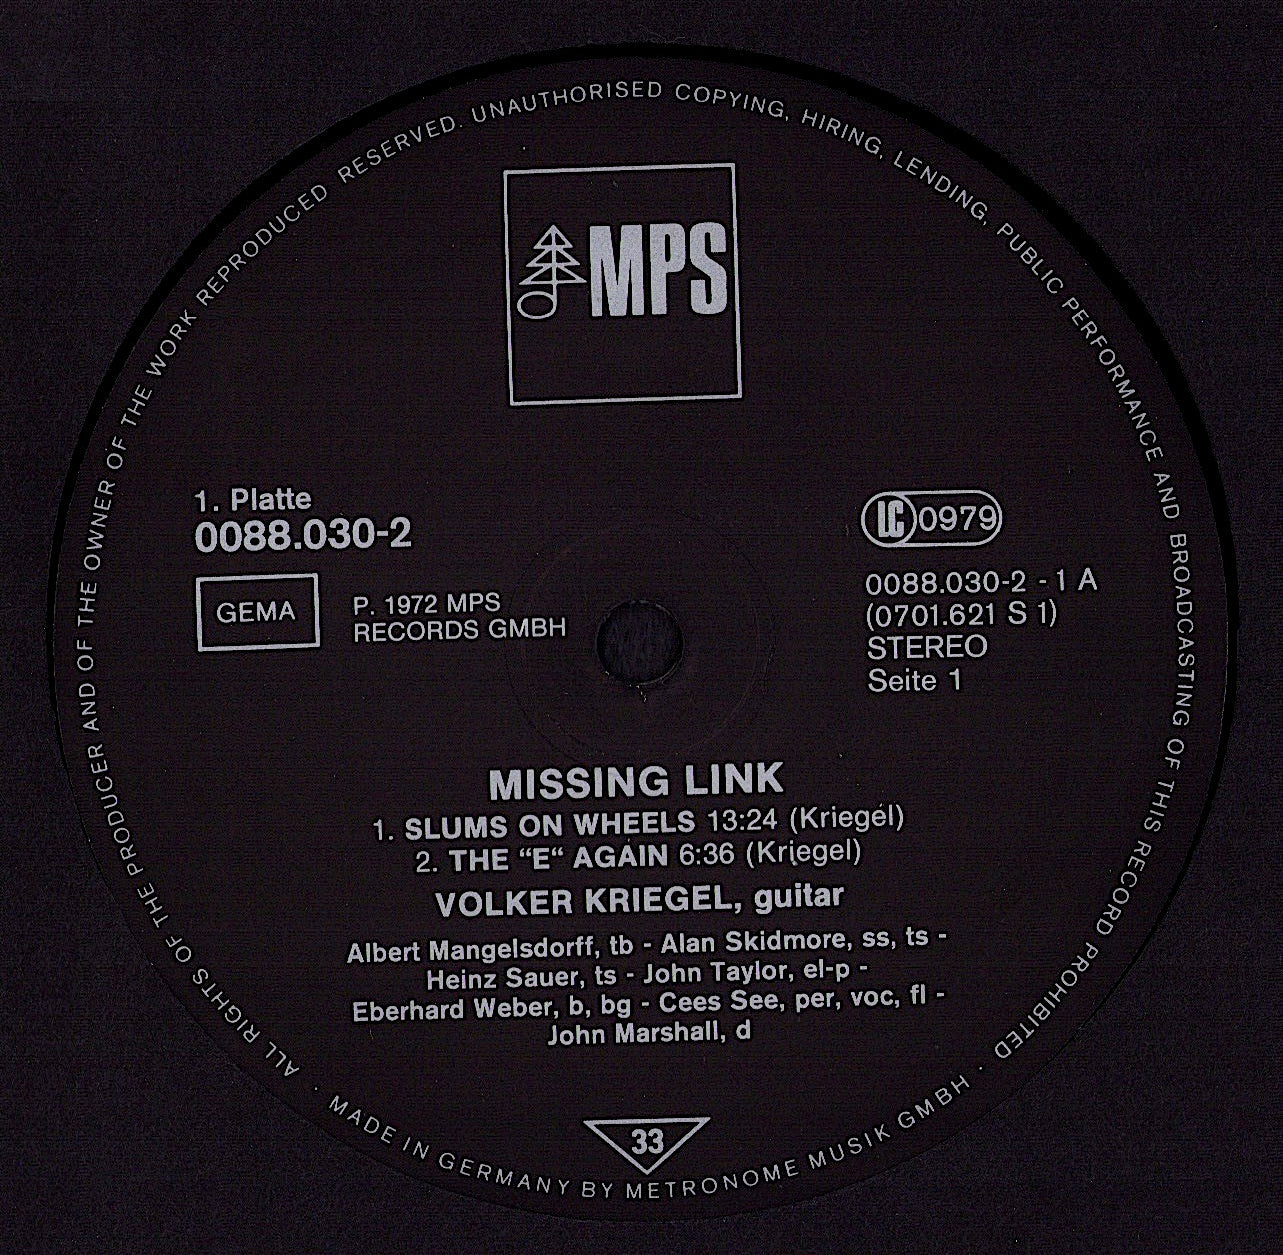 ALL RIGHTS OF THE PRODUCER AND OF THE OWNER OF THE WORK REPRODUCED RESERVED. UNAUTHORISED COPYING, HIRING, LENDING, PUBLIC PERFORMANCE AND BROADCASTING OF THIS RECORD PROHIBITED ·
MPS
1. Platte
0088.030-2
GEMA
P. 1972 MPS
RECORDS GMBH
LC 0979
0088.030-2 - 1 A
(0701.621 S 1)
STEREO
Seite 1
MISSING LINK
1. SLUMS ON WHEELS 13:24 (Kriegel)
2. THE “E“ AGAIN 6:36 (Kriegel)
VOLKER KRIEGEL, guitar
Albert Mangelsdorff, tb - Alan Skidmore, ss, ts -
Heinz Sauer, ts - John Taylor, el-p -
Eberhard Weber, b, bg - Cees See, per, voc, fl -
John Marshall, d
33
· MADE IN GERMANY BY METRONOME MUSIK GMBH